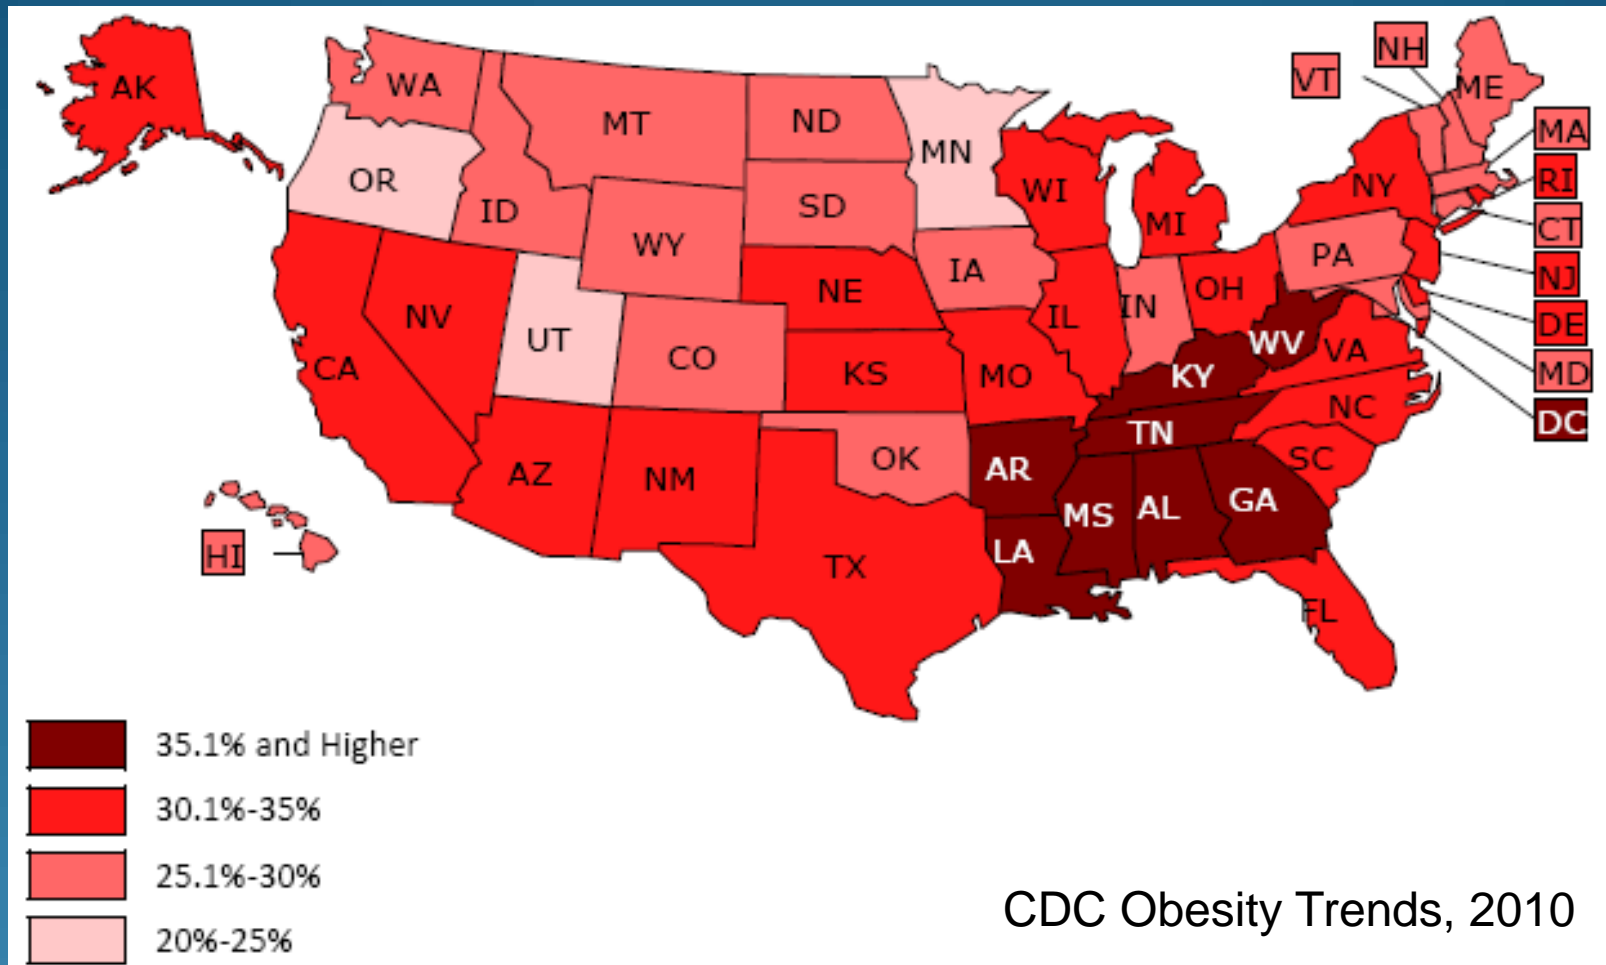 AK
WA
MT
ND
MN
VT
NH
ME
MA
OR
ID
WY
SD
WI
MI
NY
RI
CT
NJ
DE
MD
DC
PA
IA
NE
NV
UT
CO
KS
MO
IL
IN
OH
WV
VA
KY
NC
TN
SC
CA
AZ
NM
OK
AR
MS
AL
GA
LA
TX
FL
HI
35.1% and Higher
30.1%-35%
25.1%-30%
20%-25%
CDC Obesity Trends, 2010